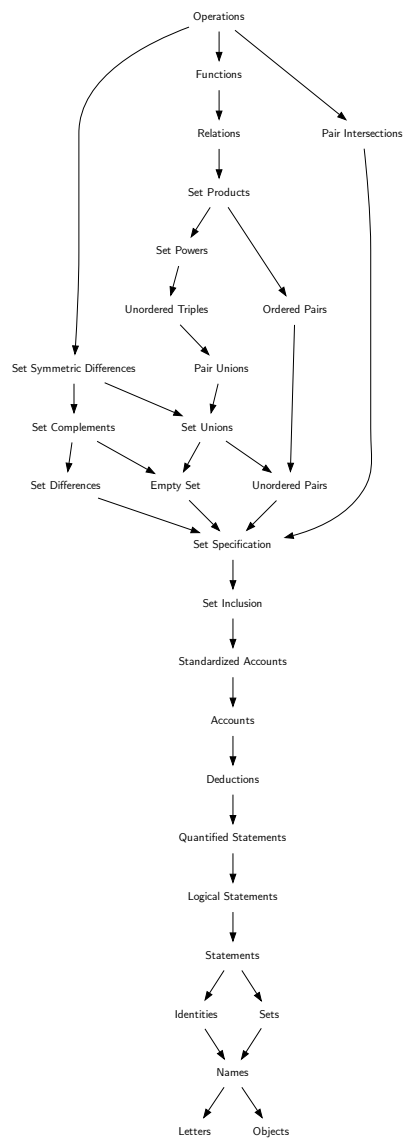 Operations
Functions
Relations
Pair Intersections
Set Products
Set Powers
Unordered Triples
Ordered Pairs
Set Symmetric Differences
Pair Unions
Set Complements
Set Unions
Set Differences
Empty Set
Unordered Pairs
Set Specification
Set Inclusion
Standardized Accounts
Accounts
Deductions
Quantified Statements
Logical Statements
Statements
Identities
Sets
Names
Letters
Objects